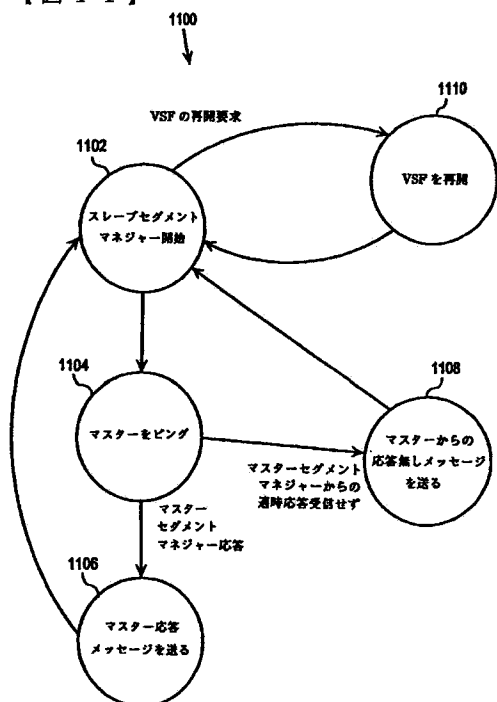 【図11】
1100
1110
VSFの再開要求
1102
VSFを再開
スレーブセグメント
マネジャー開始
1104
1108
マスターをピング
マスターからの
応答無しメッセージ
を送る
マスターセグメント
マネジャーからの
適時応答受信せず
マスター
セグメント
マネジャー応答
1106
マスター応答
メッセージを送る